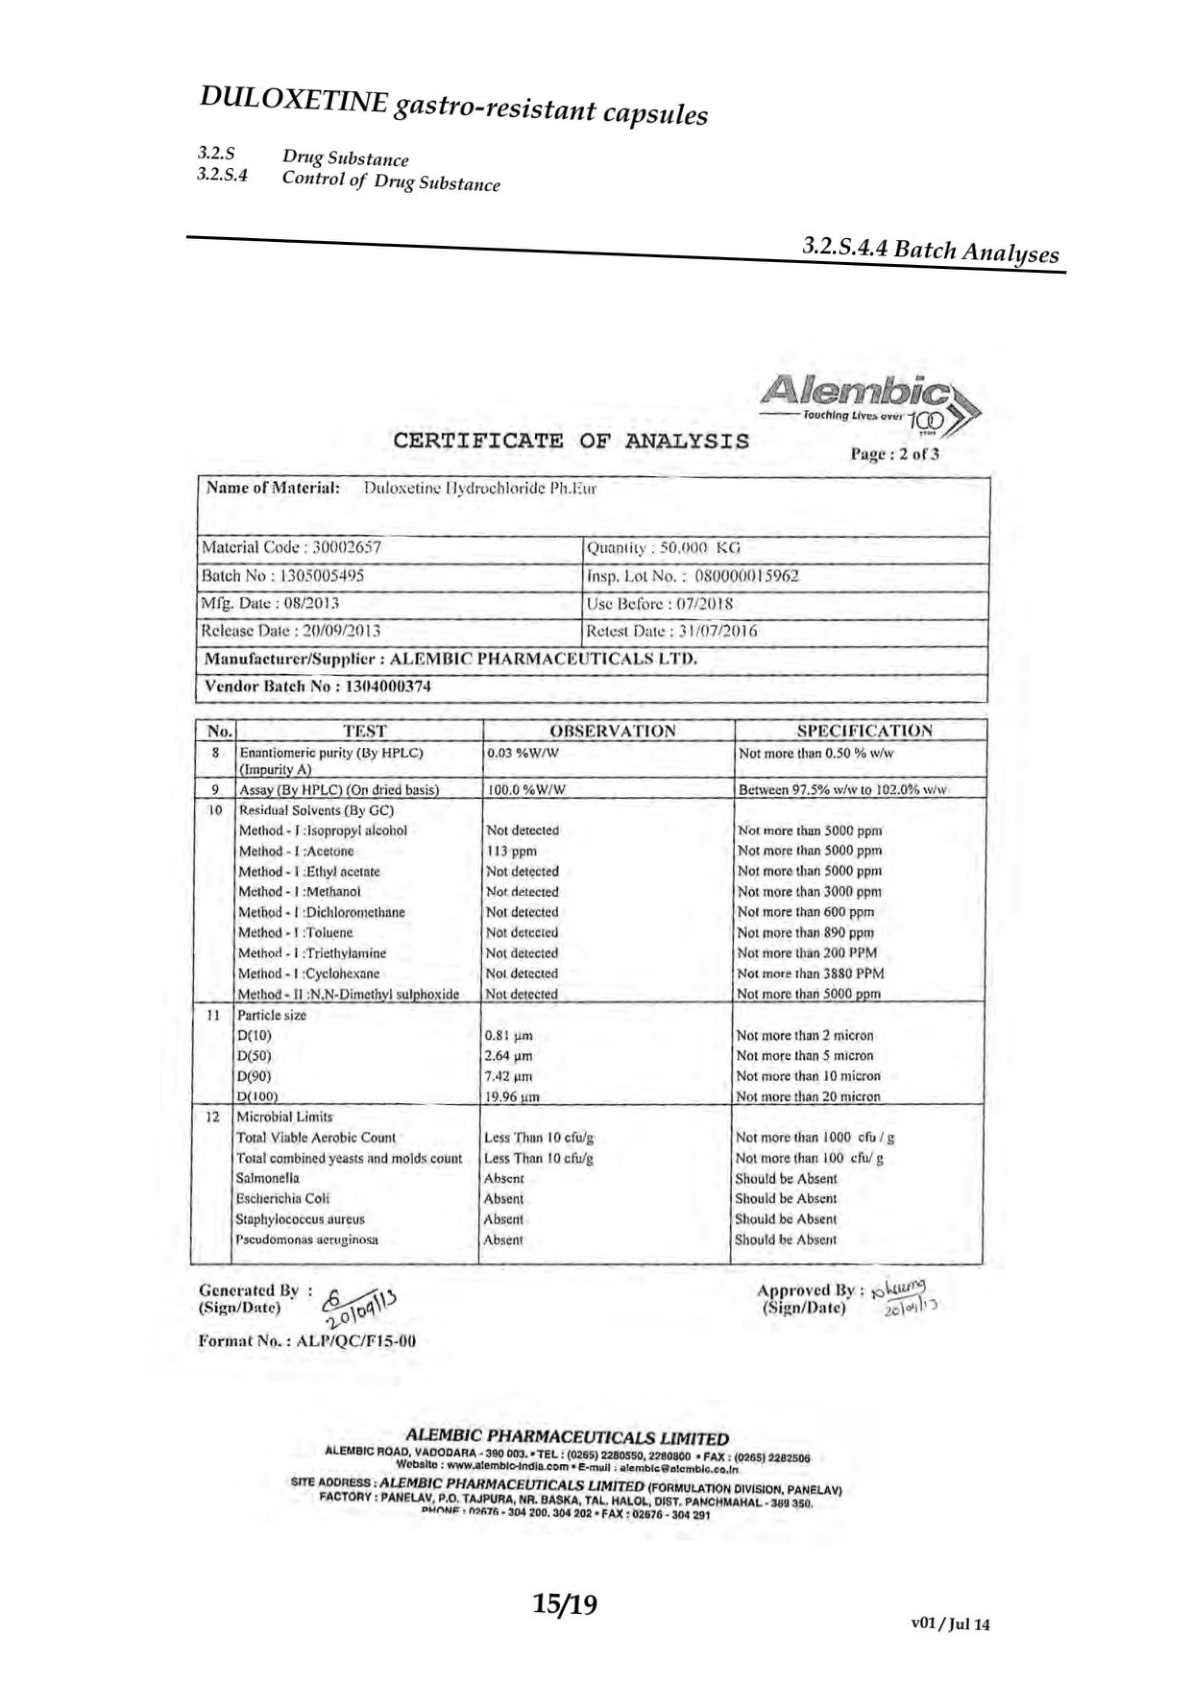 DULOXETINE gastro-resistant capsules
3.2.S Drug Substance
3.2.S.4 Control of Drug Substance
3.2.S.4.4 Batch Analyses
Alembic
Touching Lives over 100 years
CERTIFICATE OF ANALYSIS
Page : 2 of 3
Name of Material: Duloxetine Hydrochloride Ph.Eur
Material Code : 30002657 Quantity : 50.000 KG
Batch No : 1305005495 Insp. Lot No. : 080000015962
Mfg. Date : 08/2013 Use Before : 07/2018
Release Date : 20/09/2013 Retest Date : 31/07/2016
Manufacturer/Supplier : ALEMBIC PHARMACEUTICALS LTD.
Vendor Batch No : 1304000374
No. TEST OBSERVATION SPECIFICATION
8 Enantiomeric purity (By HPLC) 0.03 %W/W Not more than 0.50 % w/w
(Impurity A)
9 Assay (By HPLC) (On dried basis) 100.0 %W/W Between 97.5% w/w to 102.0% w/w
10 Residual Solvents (By GC)
Method - I :Isopropyl alcohol Not detected Not more than 5000 ppm
Method - I :Acetone 113 ppm Not more than 5000 ppm
Method - I :Ethyl acetate Not detected Not more than 5000 ppm
Method - I :Methanol Not detected Not more than 3000 ppm
Method - I :Dichloromethane Not detected Not more than 600 ppm
Method - I :Toluene Not detected Not more than 890 ppm
Method - I :Triethylamine Not detected Not more than 200 PPM
Method - I :Cyclohexane Not detected Not more than 3880 PPM
Method - II :N,N-Dimethyl sulphoxide Not detected Not more than 5000 ppm
11 Particle size
D(10) 0.81 µm Not more than 2 micron
D(50) 2.64 µm Not more than 5 micron
D(90) 7.42 µm Not more than 10 micron
D(100) 19.96 µm Not more than 20 micron
12 Microbial Limits
Total Viable Aerobic Count Less Than 10 cfu/g Not more than 1000 cfu / g
Total combined yeasts and molds count Less Than 10 cfu/g Not more than 100 cfu/ g
Salmonella Absent Should be Absent
Escherichia Coli Absent Should be Absent
Staphylococcus aureus Absent Should be Absent
Pseudomonas aeruginosa Absent Should be Absent
Generated By : Approved By :
(Sign/Date) 20/09/13 (Sign/Date) 20/09/13
Format No. : ALP/QC/F15-00
ALEMBIC PHARMACEUTICALS LIMITED
ALEMBIC ROAD, VADODARA - 390 003. • TEL : (0265) 2280550, 2280800 • FAX : (0265) 2282506
Website : www.alembic-india.com • E-mail : alembic@alembic.co.in
SITE ADDRESS : ALEMBIC PHARMACEUTICALS LIMITED (FORMULATION DIVISION, PANELAV)
FACTORY : PANELAV, P.O. TAJPURA, NR. BASKA, TAL. HALOL, DIST. PANCHMAHAL - 389 350.
PHONE : 02676 - 304 200, 304 202 • FAX : 02676 - 304 291
15/19
v01 / Jul 14